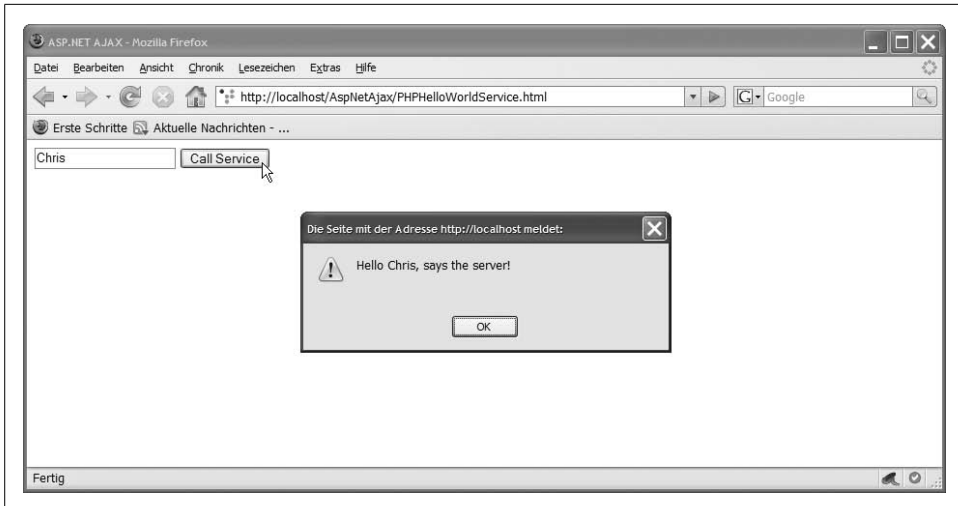 ASP.NET AJAX - Mozilla Firefox
Datei Bearbeiten Ansicht Chronik Lesezeichen Extras Hilfe
http://localhost/AspNetAjax/PHPHelloWorldService.html
G Google
Erste Schritte Aktuelle Nachrichten - ...
Chris Call Service
Die Seite mit der Adresse http://localhost meldet:
Hello Chris, says the server!
OK
Fertig